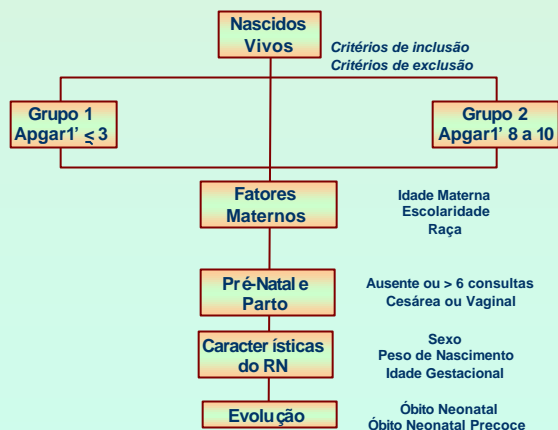 Nascidos
Vivos
Critérios de inclusão
Critérios de exclusão
Grupo 1
Apgar1' ≤ 3
Grupo 2
Apgar1' 8 a 10
Fatores
Maternos
Idade Materna
Escolaridade
Raça
Pré-Natal e
Parto
Ausente ou > 6 consultas
Cesárea ou Vaginal
Caracter ísticas
do RN
Sexo
Peso de Nascimento
Idade Gestacional
Evolução
Óbito Neonatal
Óbito Neonatal Precoce